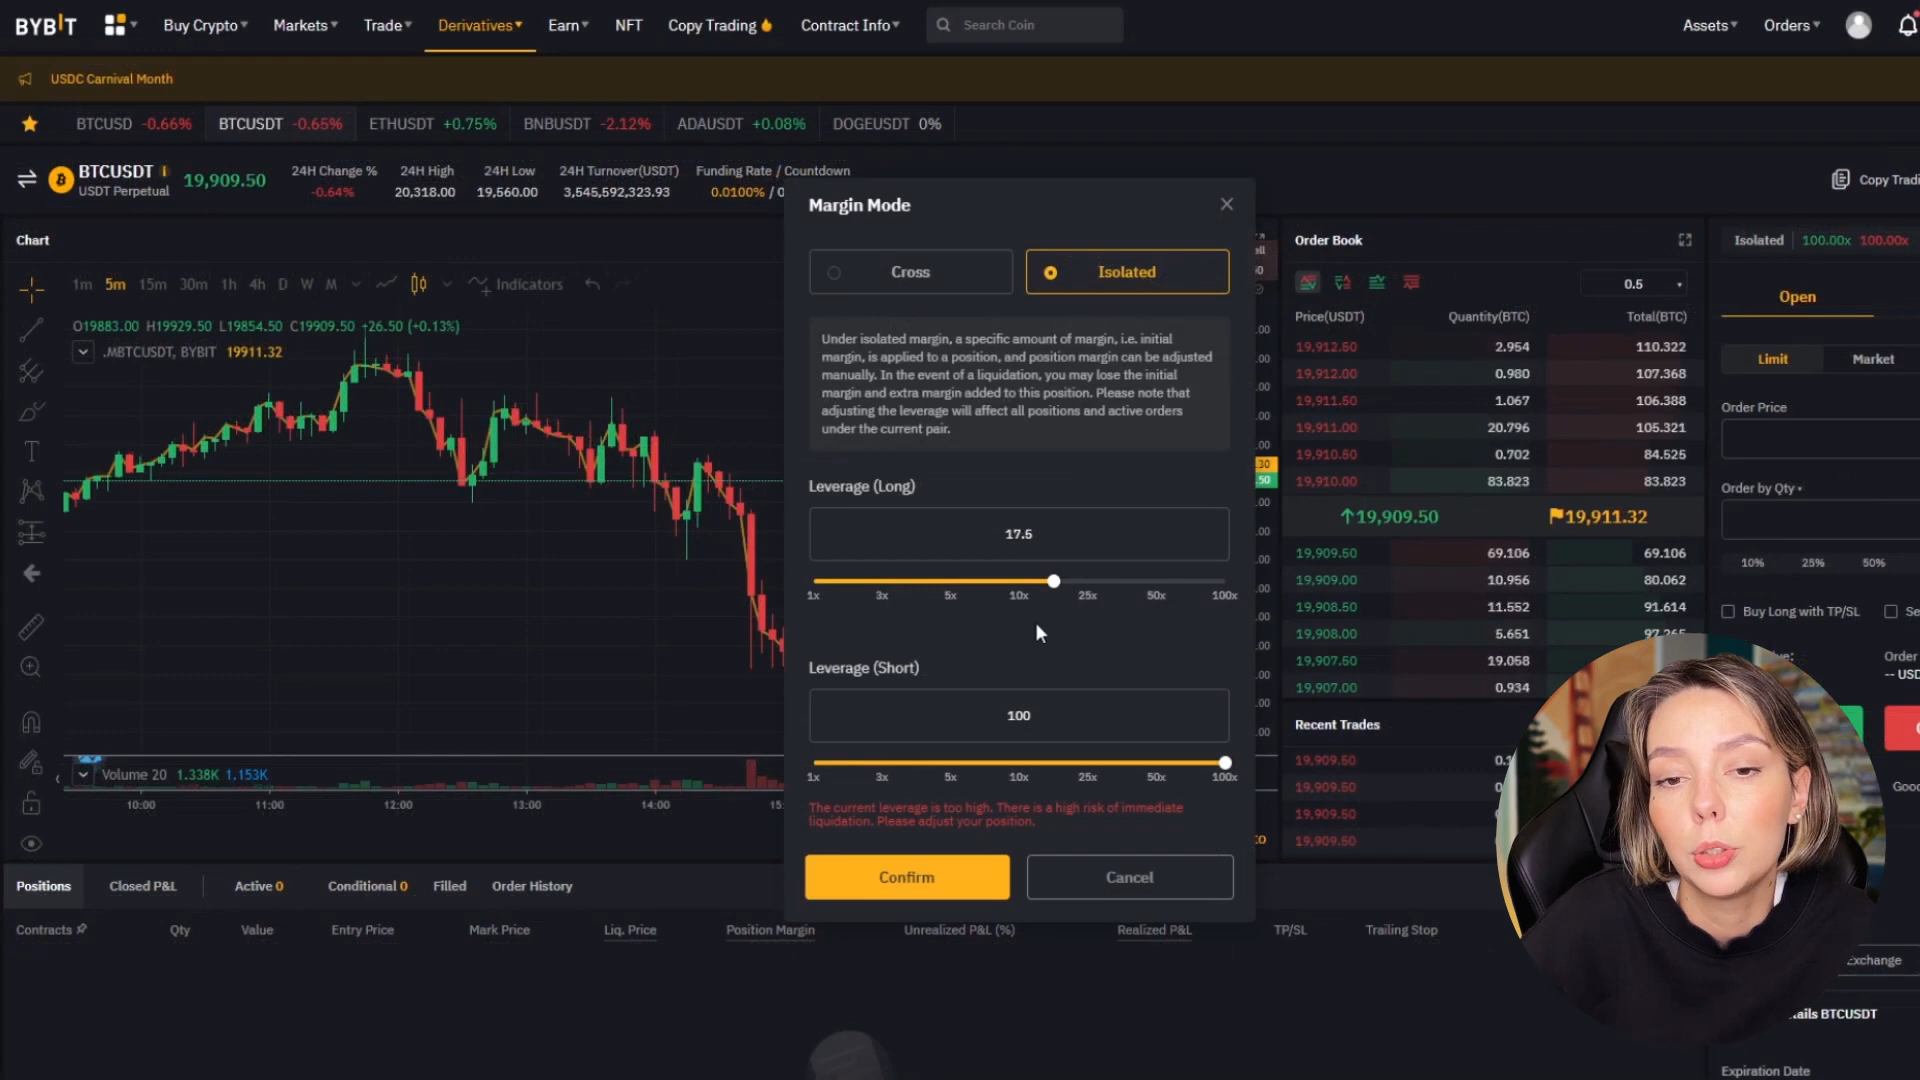 BYBIT
Buy Crypto
Markets
Trade
Derivatives
Earn
NFT
Copy Trading
Contract Info
Search Coin
Assets
Orders
USDC Carnival Month
BTCUSD -0.66%
BTCUSDT -0.65%
ETHUSDT +0.75%
BNBUSDT -2.12%
ADAUSDT +0.08%
DOGEUSDT 0%
BTCUSDT
USDT Perpetual
19,909.50
24H Change %
-0.64%
24H High
20,318.00
24H Low
19,560.00
24H Turnover(USDT)
3,545,592,323.93
Funding Rate / Countdown
0.0100% / 0
Copy Tradi
Chart
1m 5m 15m 30m 1h 4h D W M
Indicators
O19883.00 H19929.50 L19854.50 C19909.50 +26.50 (+0.13%)
.MBTCUSDT, BYBIT 19911.32
Volume 20 1.338K 1.153K
10:00 11:00 12:00 13:00 14:00 15:
Margin Mode
Cross
Isolated
Under isolated margin, a specific amount of margin, i.e. initial
margin, is applied to a position, and position margin can be adjusted
manually. In the event of a liquidation, you may lose the initial
margin and extra margin added to this position. Please note that
adjusting the leverage will affect all positions and active orders
under the current pair.
Leverage (Long)
17.5
1x 3x 5x 10x 25x 50x 100x
Leverage (Short)
100
1x 3x 5x 10x 25x 50x 100x
The current leverage is too high. There is a high risk of immediate
liquidation. Please adjust your position.
Confirm
Cancel
Order Book
0.5
Price(USDT) Quantity(BTC) Total(BTC)
19,912.50 2.954 110.322
19,912.00 0.980 107.368
19,911.50 1.067 106.388
19,911.00 20.796 105.321
19,910.50 0.702 84.525
19,910.00 83.823 83.823
19,909.50 19,911.32
19,909.50 69.106 69.106
19,909.00 10.956 80.062
19,908.50 11.552 91.614
19,908.00 5.651 97.265
19,907.50 19.058
19,907.00 0.934
Recent Trades
19,909.50
19,909.50
19,909.50
19,909.50
Isolated 100.00x 100.00x
Open
Limit
Market
Order Price
Order by Qty
10% 25% 50%
Buy Long with TP/SL
Se
Order
-- USD
Goo
Exchange
ails BTCUSDT
Expiration Date
Positions
Closed P&L
Active 0
Conditional 0
Filled
Order History
Contracts
Qty
Value
Entry Price
Mark Price
Liq. Price
Position Margin
Unrealized P&L (%)
Realized P&L
TP/SL
Trailing Stop